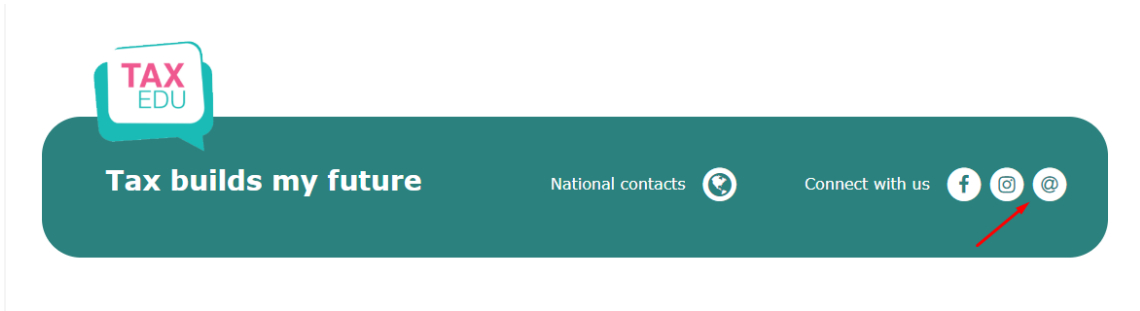 TAX
EDU
Tax builds my future
National contacts
Connect with us
f
@